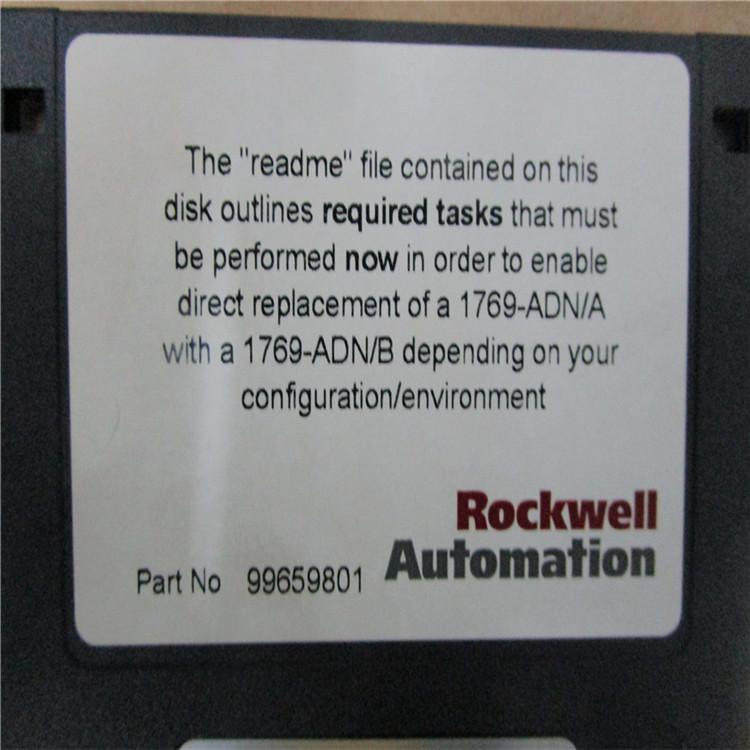 The "readme" file contained on this
disk outlines required tasks that must
be performed now in order to enable
direct replacement of a 1769-ADN/A
with a 1769-ADN/B depending on your
configuration/environment
Rockwell
Automation
Part No 99659801